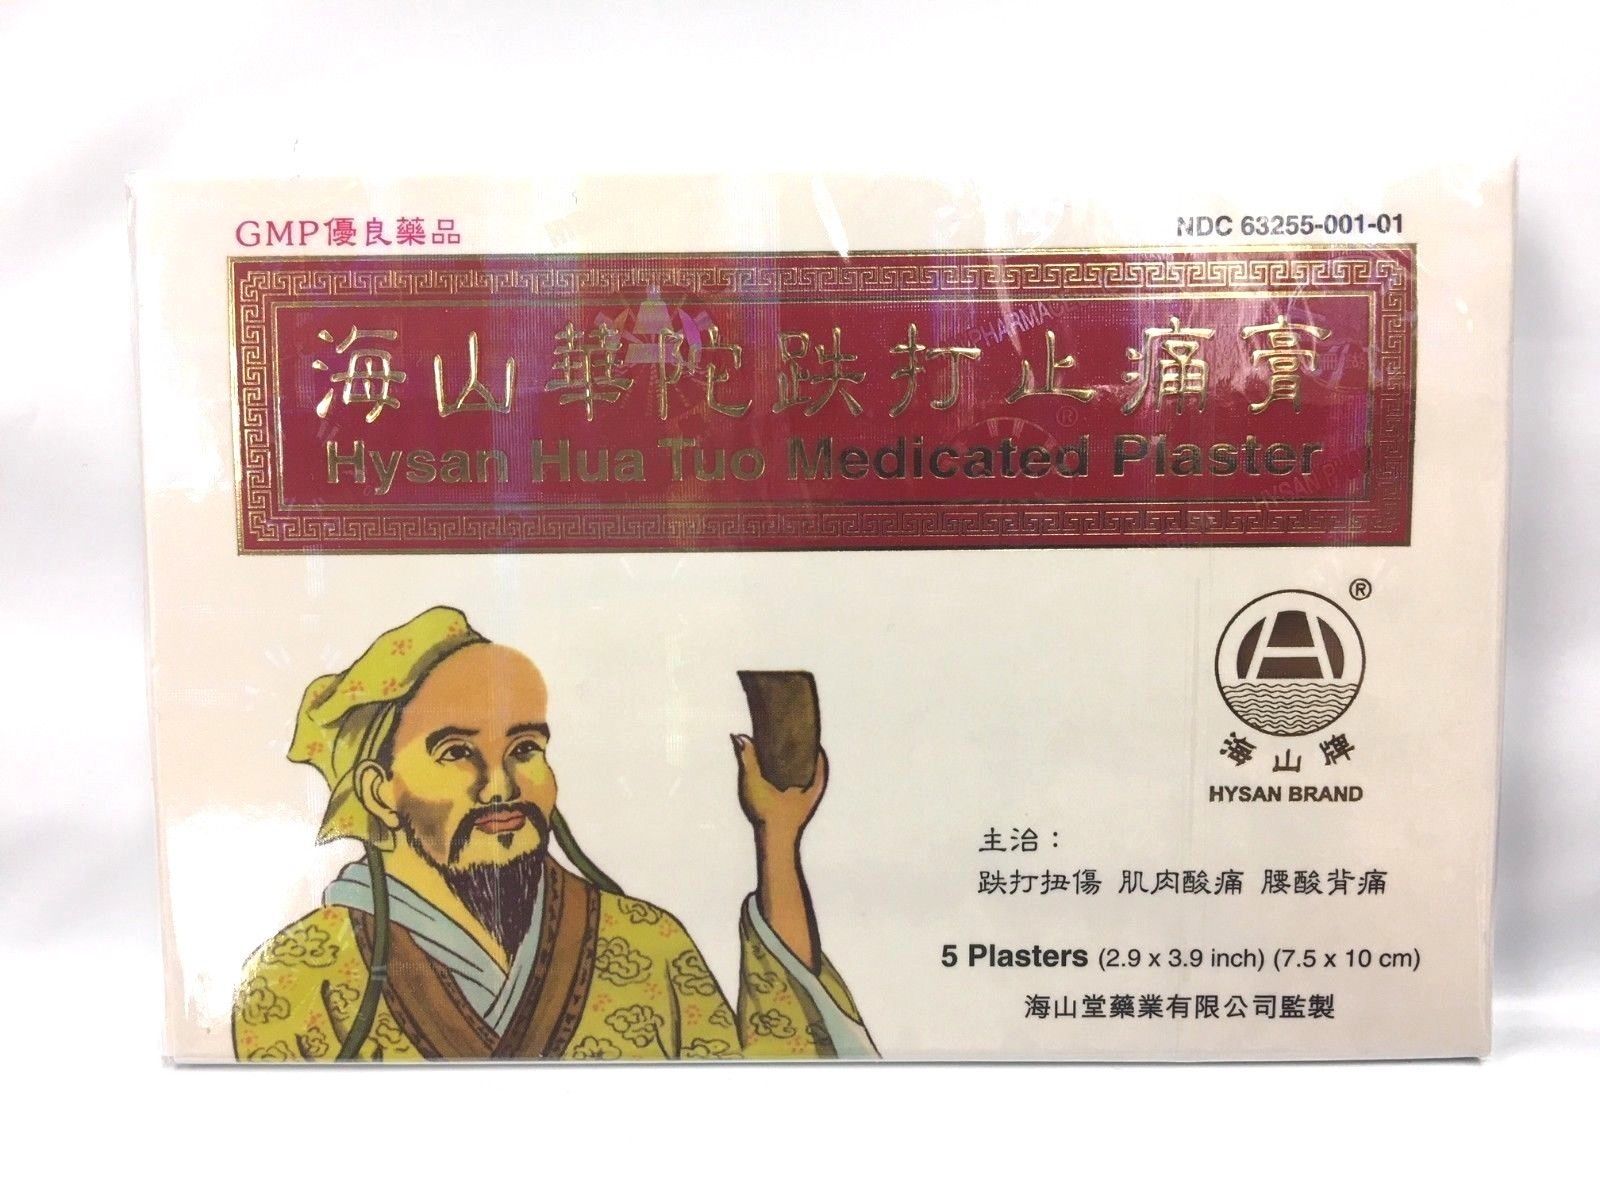 GMP優良藥品
NDC 63255-001-01
海山華陀跌打止痛膏
Hysan Hua Tuo Medicated Plaster
®
海山牌
HYSAN BRAND
主治：
跌打扭傷 肌肉酸痛 腰酸背痛
5 Plasters (2.9 x 3.9 inch) (7.5 x 10 cm)
海山堂藥業有限公司監製